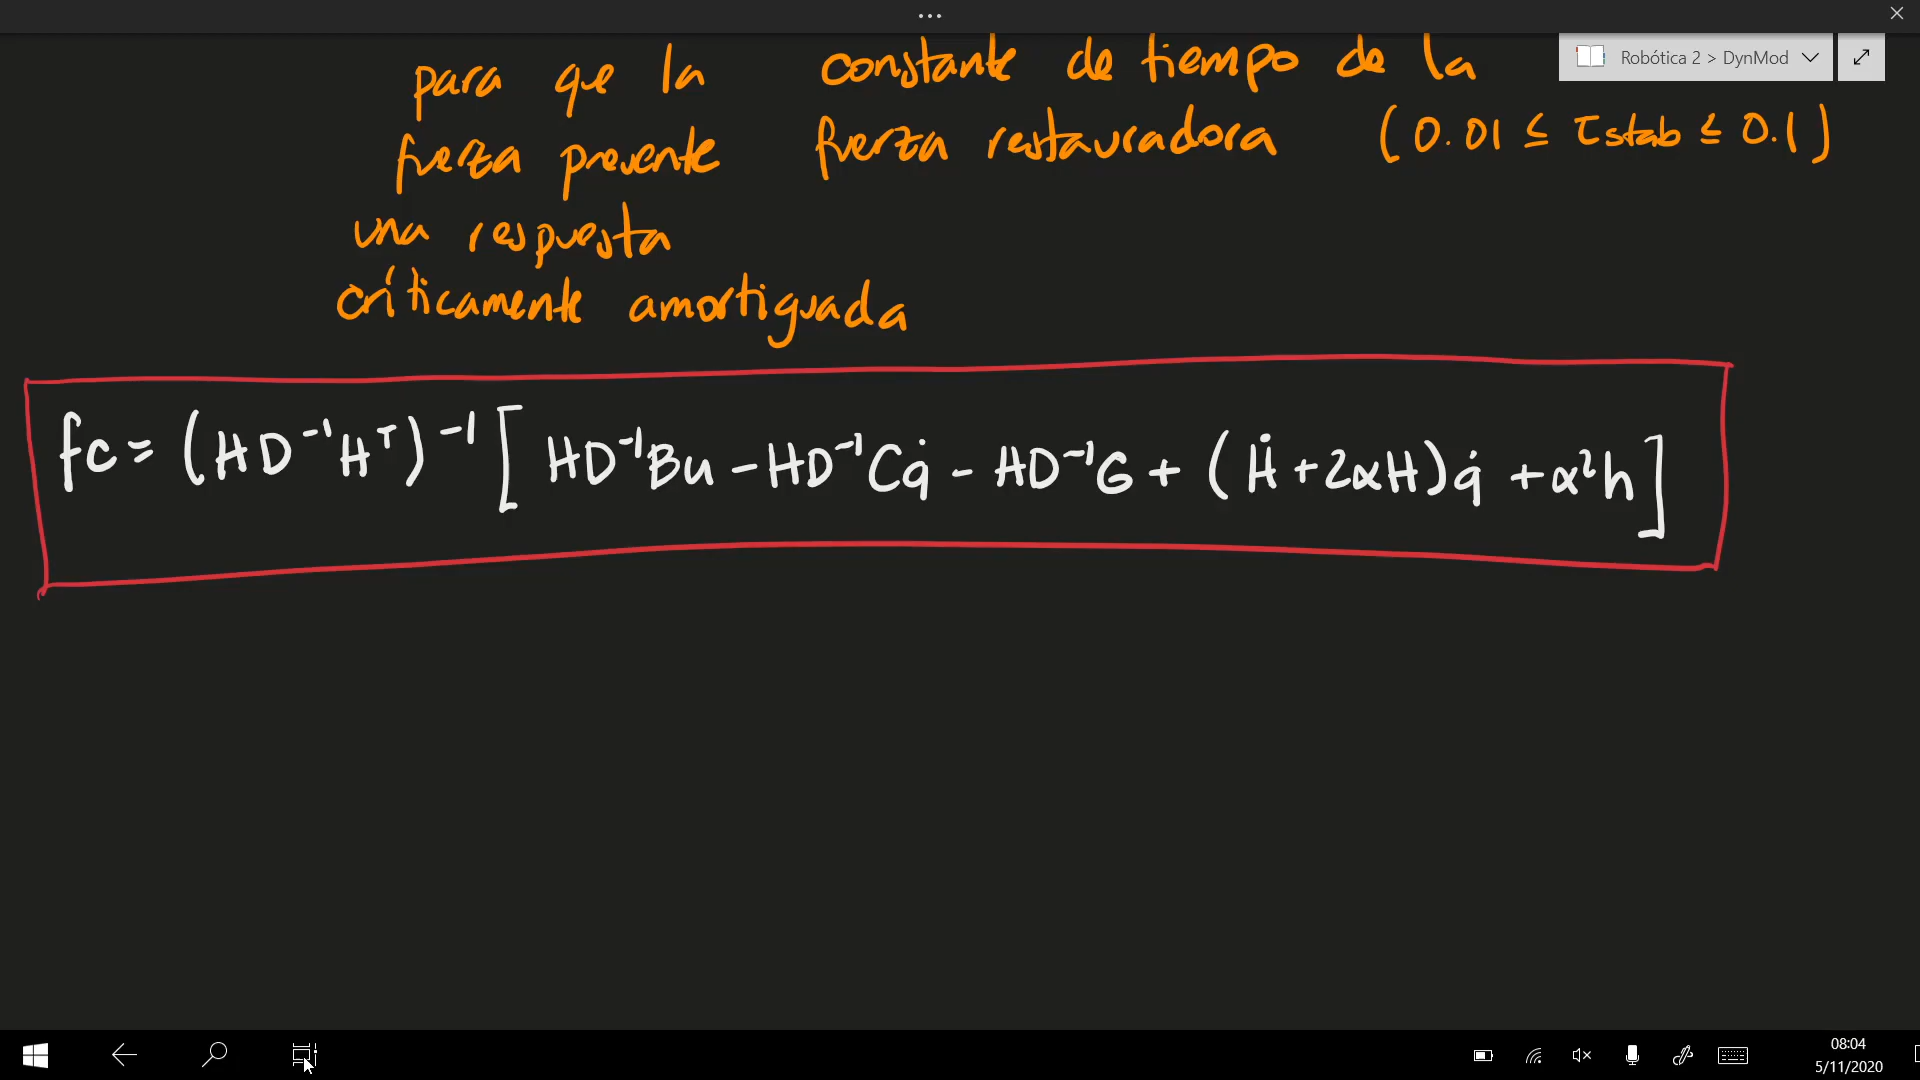 Robótica 2 > DynMod
para que la
fuerza presente
una respuesta
críticamente amortiguada
constante de tiempo de la
fuerza restauradora (0.01 ≤ τstab ≤ 0.1)
fc = (HD⁻¹Hᵀ)⁻¹[HD⁻¹Bu − HD⁻¹Cq̇ − HD⁻¹G + (Ḣ + 2αH)q̇ + α²h]
08:04
5/11/2020